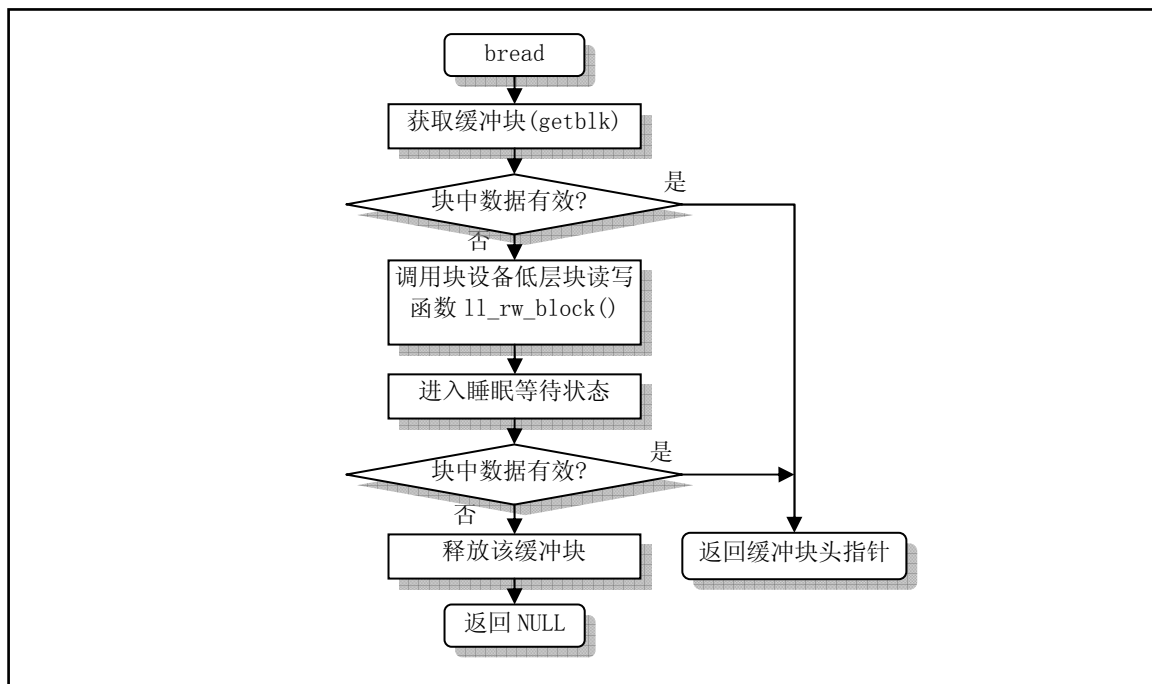 bread
获取缓冲块(getblk)
是
块中数据有效?
否
调用块设备低层块读写
函数 ll_rw_block()
进入睡眠等待状态
是
块中数据有效?
否
释放该缓冲块
返回缓冲块头指针
返回 NULL